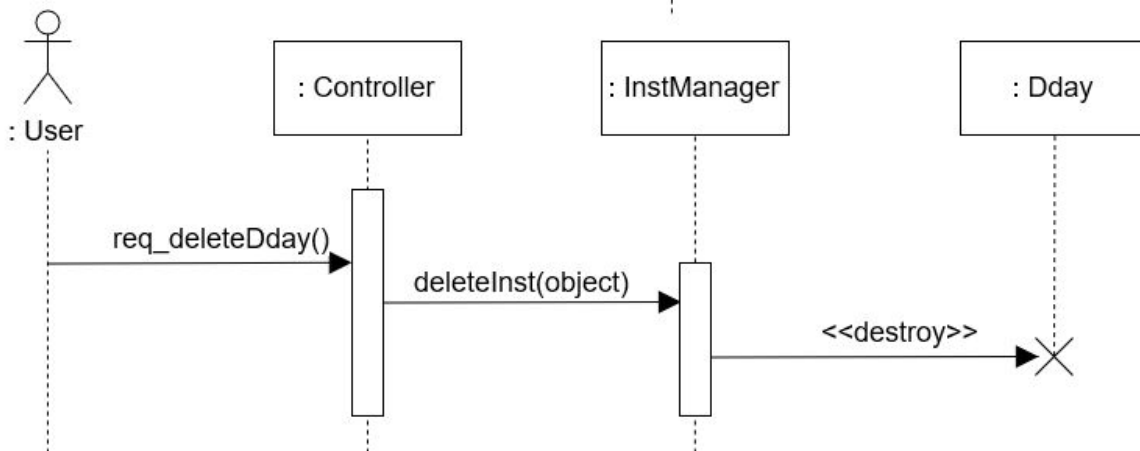 : User
: Controller
: InstManager
: Dday
req_deleteDday()
deleteInst(object)
<<destroy>>